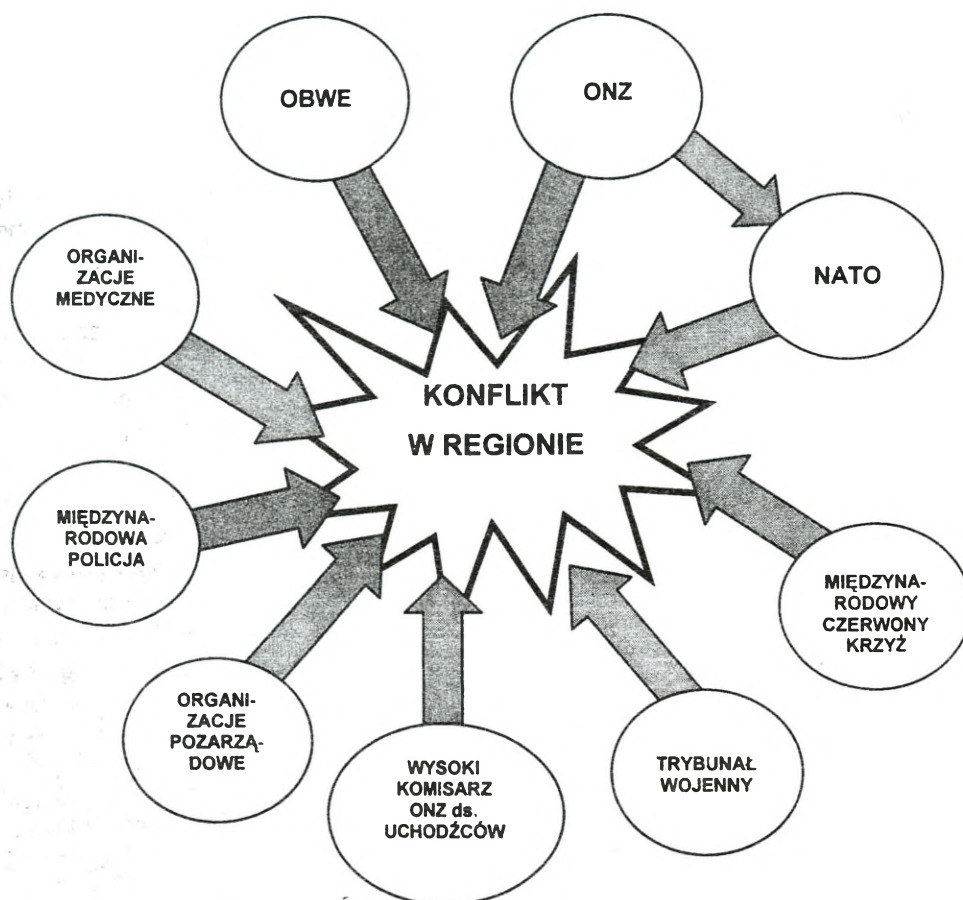 OBWE
ONZ
ORGANI-
ZACJE
MEDYCZNE
NATO
KONFLIKT
W REGIONIE
MIĘDZYNA-
RODOWA
POLICJA
MIĘDZYNA-
RODOWY
CZERWONY
KRZYŻ
ORGANI-
ZACJE
POZARZĄ-
DOWE
WYSOKI
KOMISARZ
ONZ ds.
UCHODŹCÓW
TRYBUNAŁ
WOJENNY